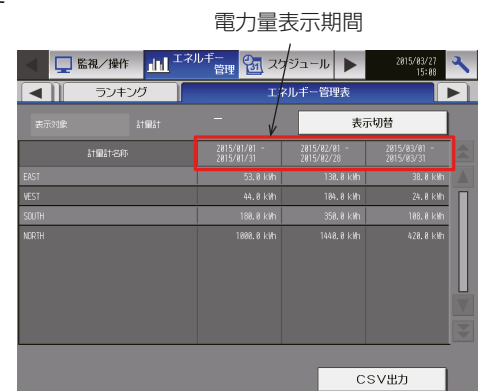 電力量表示期間
監視/操作
エネルギー
管理
スケジュール
2015/03/27
15:08
ランキング
エネルギー管理表
表示対象
計量計
—
表示切替
計量計名称
2015/01/01 -
2015/01/31
2015/02/01 -
2015/02/28
2015/03/01 -
2015/03/31
EAST 53.0 kWh 130.0 kWh 38.0 kWh
WEST 44.0 kWh 104.0 kWh 24.0 kWh
SOUTH 180.0 kWh 350.0 kWh 108.0 kWh
NORTH 1000.0 kWh 1440.0 kWh 420.0 kWh
CSV出力